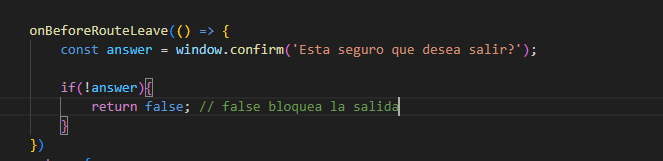 onBeforeRouteLeave(() => {
const answer = window.confirm('Esta seguro que desea salir?');
if(!answer){
return false; // false bloquea la salida
}
})